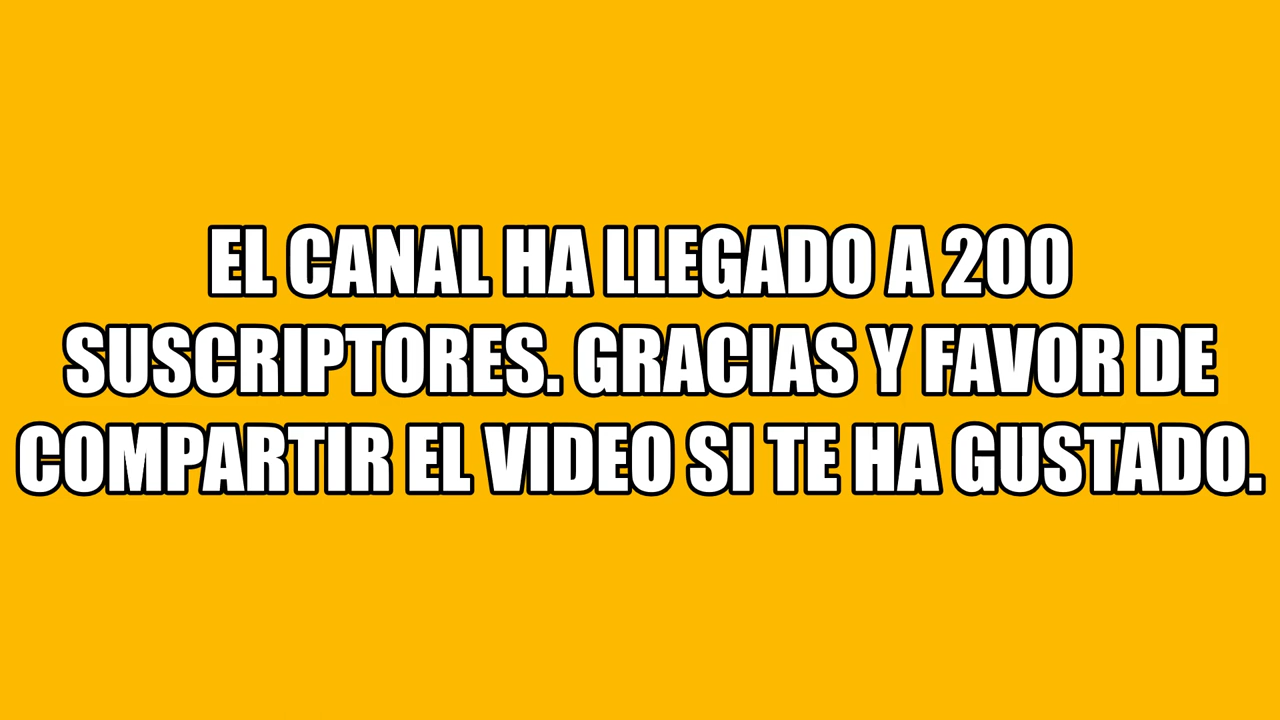 EL CANAL HA LLEGADO A 200
SUSCRIPTORES. GRACIAS Y FAVOR DE
COMPARTIR EL VIDEO SI TE HA GUSTADO.